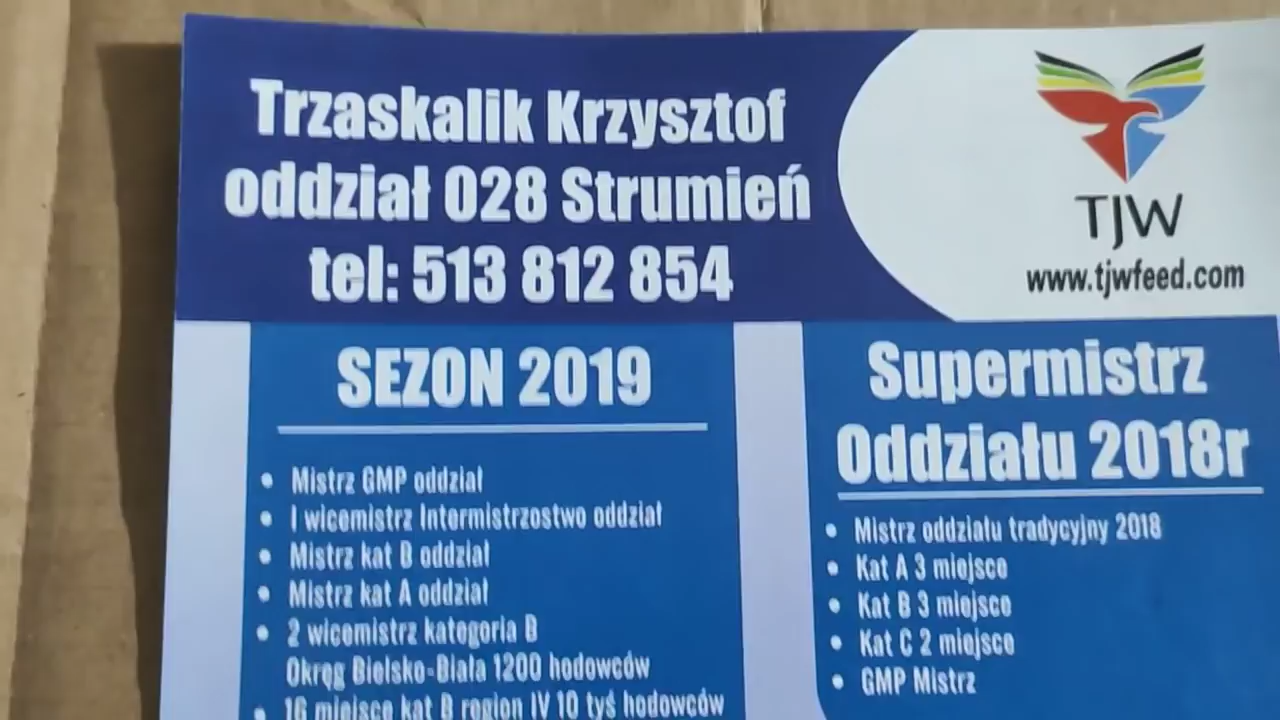 Trzaskalik Krzysztof
oddział 028 Strumień
tel: 513 812 854
TJW
www.tjwfeed.com
SEZON 2019
• Mistrz GMP oddział
• I wicemistrz Intermistrzostwo oddział
• Mistrz kat B oddział
• Mistrz kat A oddział
• 2 wicemistrz kategoria B
Okręg Bielsko-Biała 1200 hodowców
• 16 miejsce kat B region IV 10 tyś hodowców
Supermistrz
Oddziału 2018r
• Mistrz oddziału tradycyjny 2018
• Kat A 3 miejsce
• Kat B 3 miejsce
• Kat C 2 miejsce
• GMP Mistrz